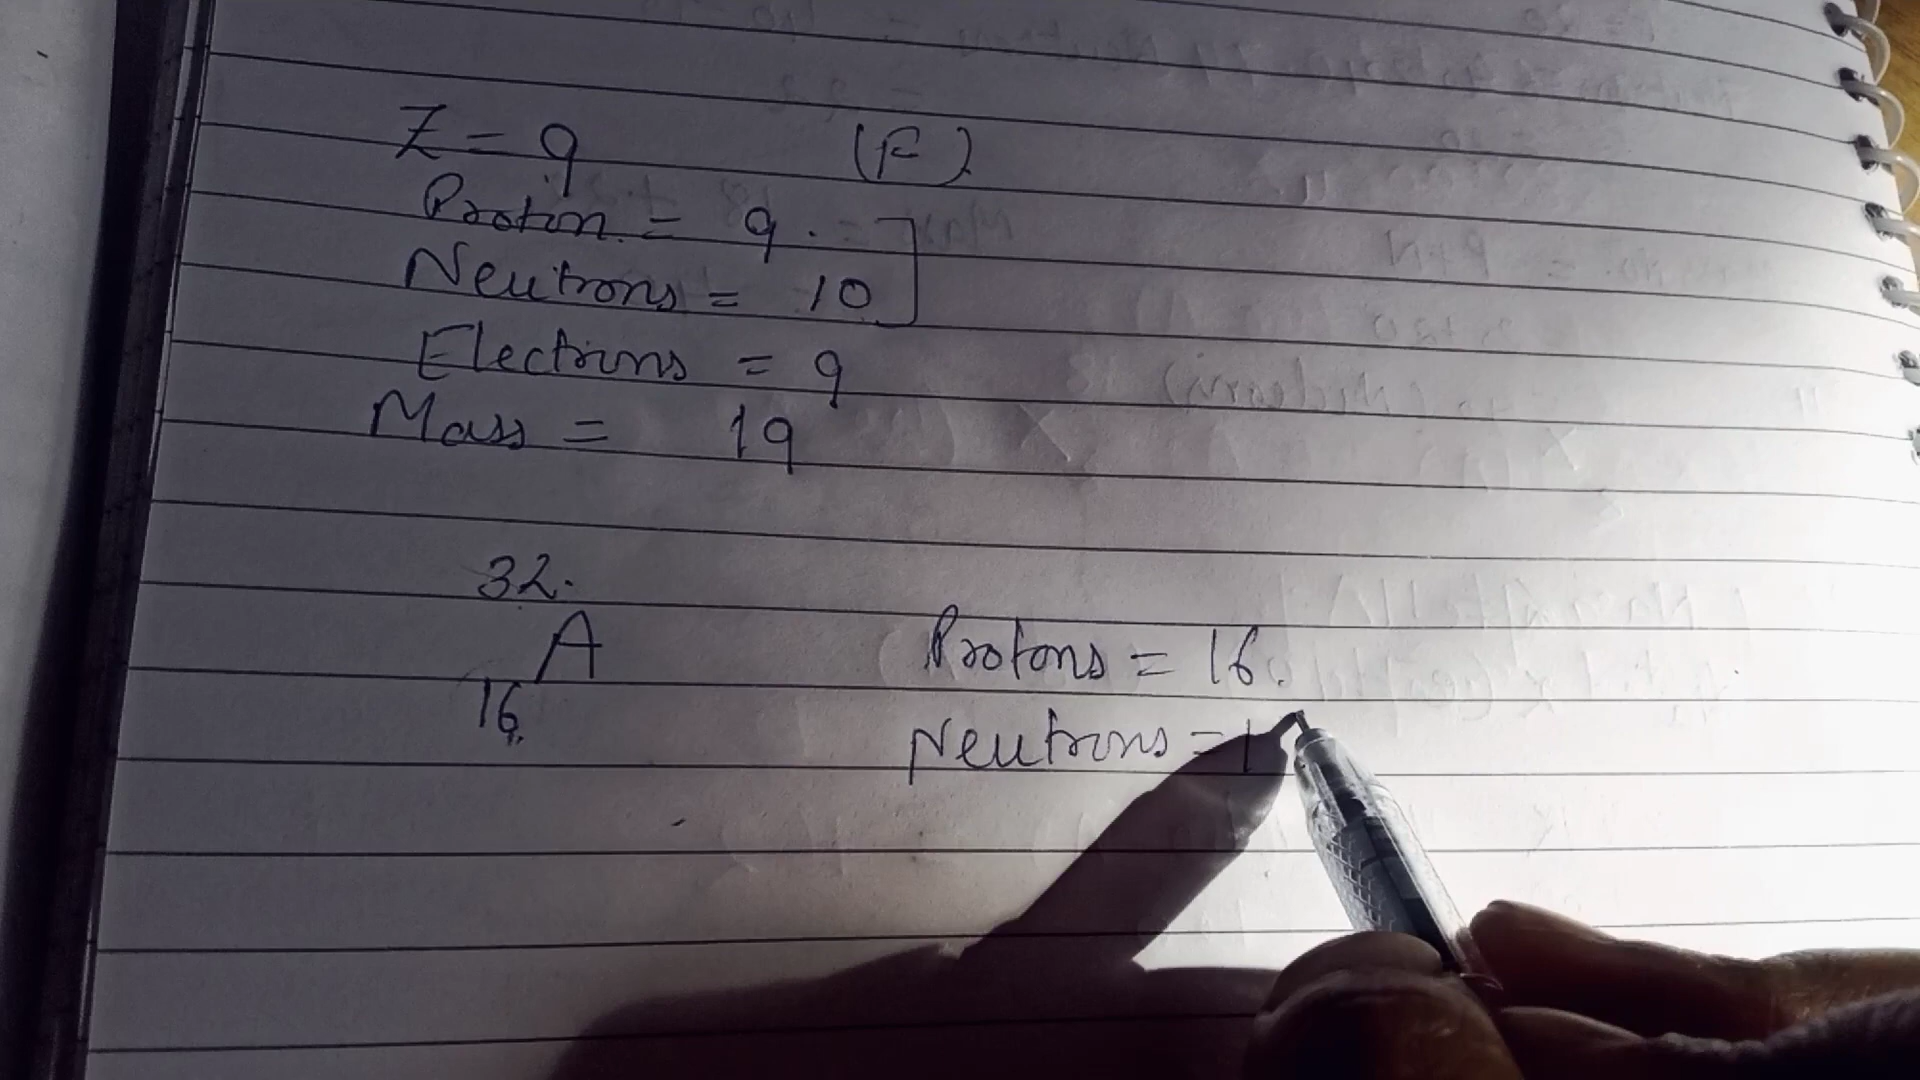 Z = 9 (F)
Proton = 9.
Neutrons = 10
Electrons = 9
Mass = 19
32.
A
16
Protons = 16.
Neutrons = 1